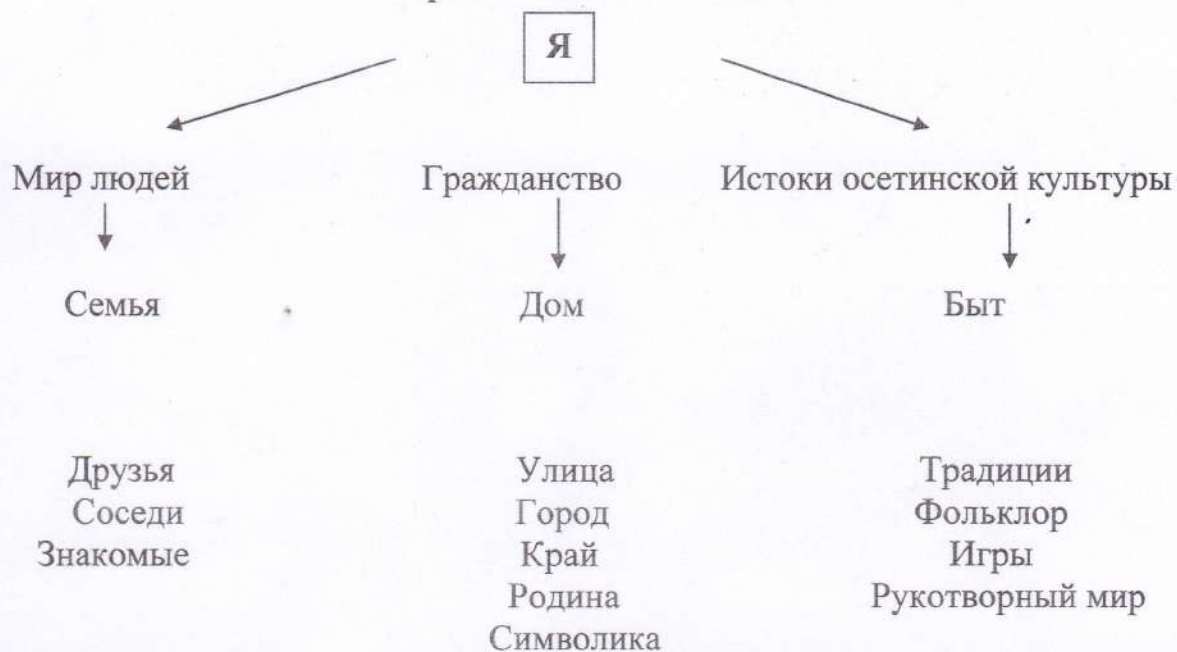 Я
Мир людей Гражданство Истоки осетинской культуры
Семья Дом Быт
Друзья Улица Традиции
Соседи Город Фольклор
Знакомые Край Игры
Родина Рукотворный мир
Символика